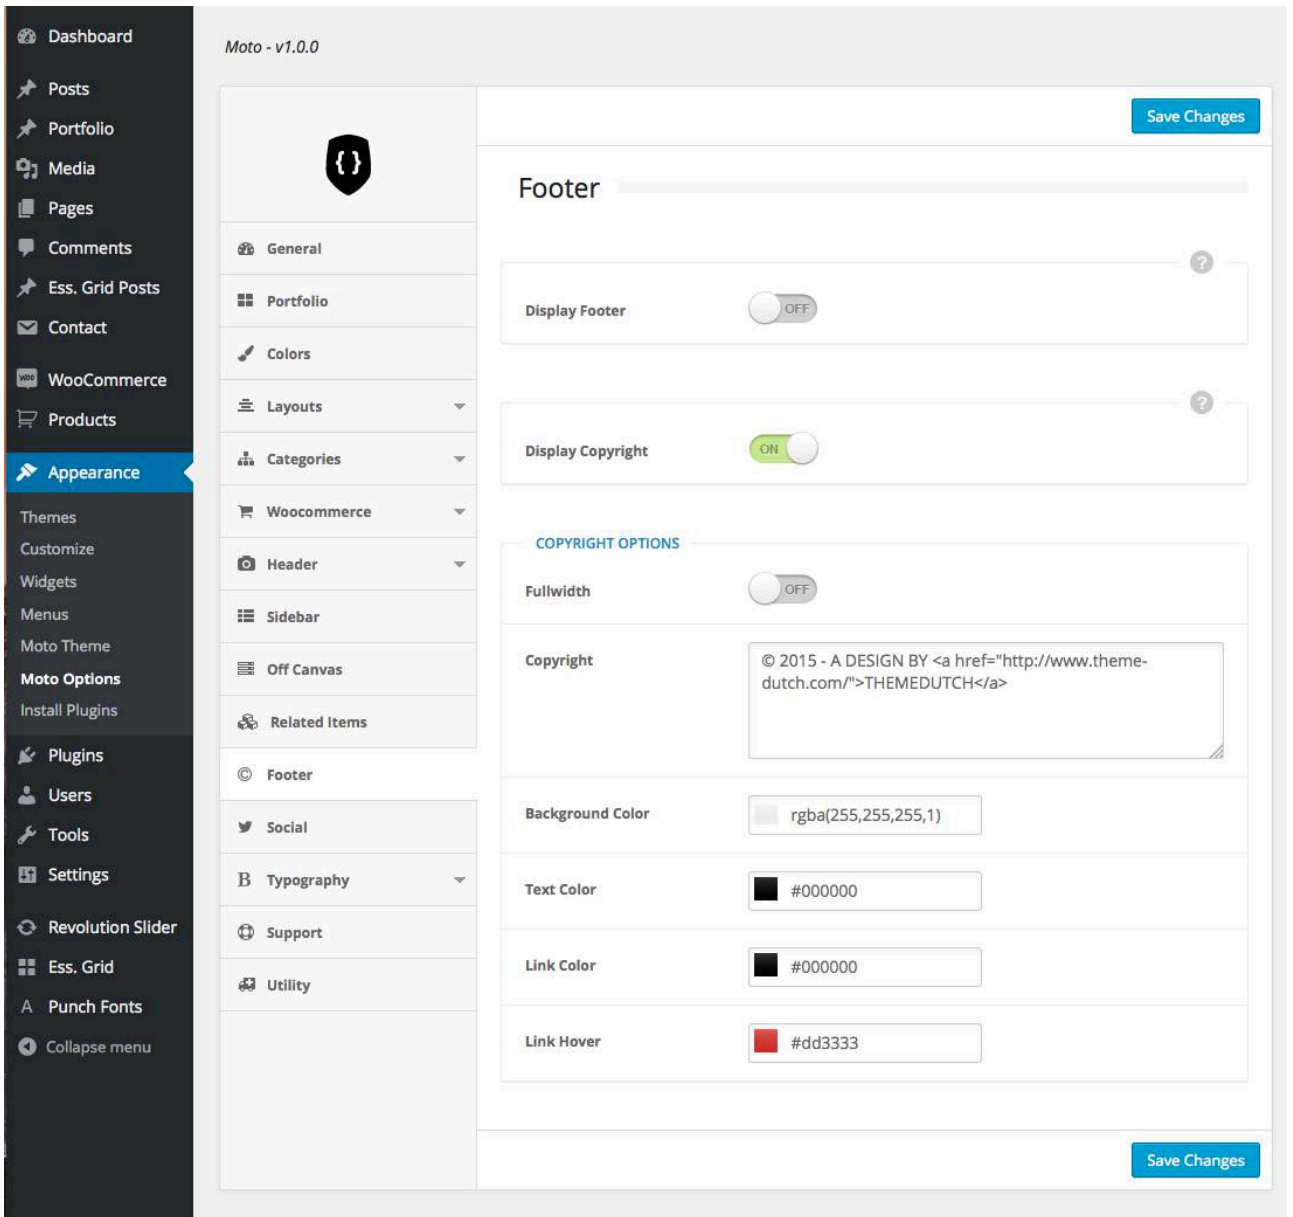 Dashboard
Posts
Portfolio
Media
Pages
Comments
Ess. Grid Posts
Contact
WOO
WooCommerce
Products
Appearance
Themes
Customize
Widgets
Menus
Moto Theme
Moto Options
Install Plugins
Plugins
Users
Tools
Settings
Revolution Slider
Ess. Grid
A Punch Fonts
Collapse menu
Moto - v1.0.0
{ }
General
Portfolio
Colors
Layouts
Categories
Woocommerce
Header
Sidebar
Off Canvas
Related Items
© Footer
Social
B Typography
Support
Utility
Save Changes
Footer
?
Display Footer OFF
?
Display Copyright ON
COPYRIGHT OPTIONS
Fullwidth OFF
Copyright
© 2015 - A DESIGN BY <a href="http://www.theme-
dutch.com/">THEMEDUTCH</a>
Background Color rgba(255,255,255,1)
Text Color #000000
Link Color #000000
Link Hover #dd3333
Save Changes